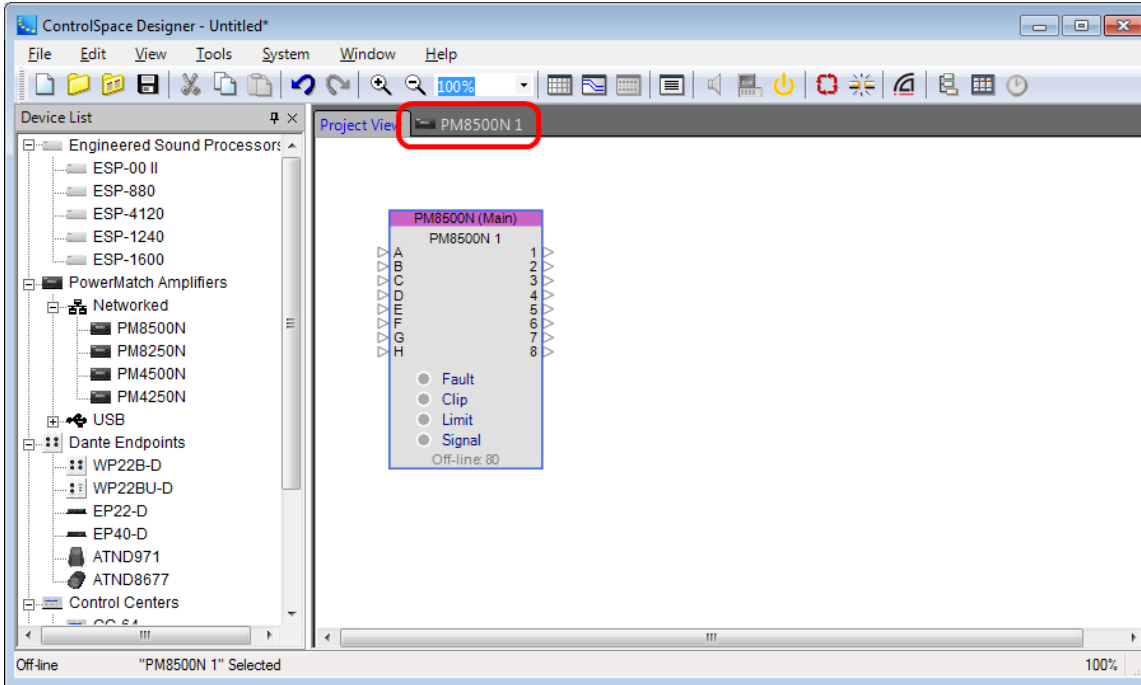 ControlSpace Designer - Untitled*
File Edit View Tools System Window Help
100%
Device List
Project View PM8500N 1
Engineered Sound Processors
ESP-00 II
ESP-880
ESP-4120
ESP-1240
ESP-1600
PowerMatch Amplifiers
Networked
PM8500N
PM8250N
PM4500N
PM4250N
USB
Dante Endpoints
WP22B-D
WP22BU-D
EP22-D
EP40-D
ATND971
ATND8677
Control Centers
CC-64
PM8500N (Main)
PM8500N 1
A 1
B 2
C 3
D 4
E 5
F 6
G 7
H 8
Fault
Clip
Limit
Signal
Off-line: 80
Off-line "PM8500N 1" Selected 100%